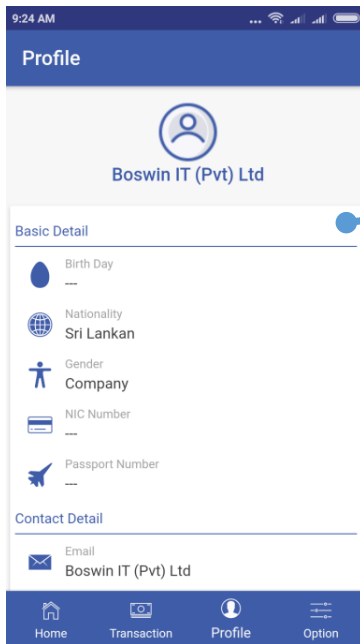 9:24 AM
Profile
Boswin IT (Pvt) Ltd
Basic Detail
Birth Day
---
Nationality
Sri Lankan
Gender
Company
NIC Number
---
Passport Number
---
Contact Detail
Email
Boswin IT (Pvt) Ltd
Home Transaction Profile Option